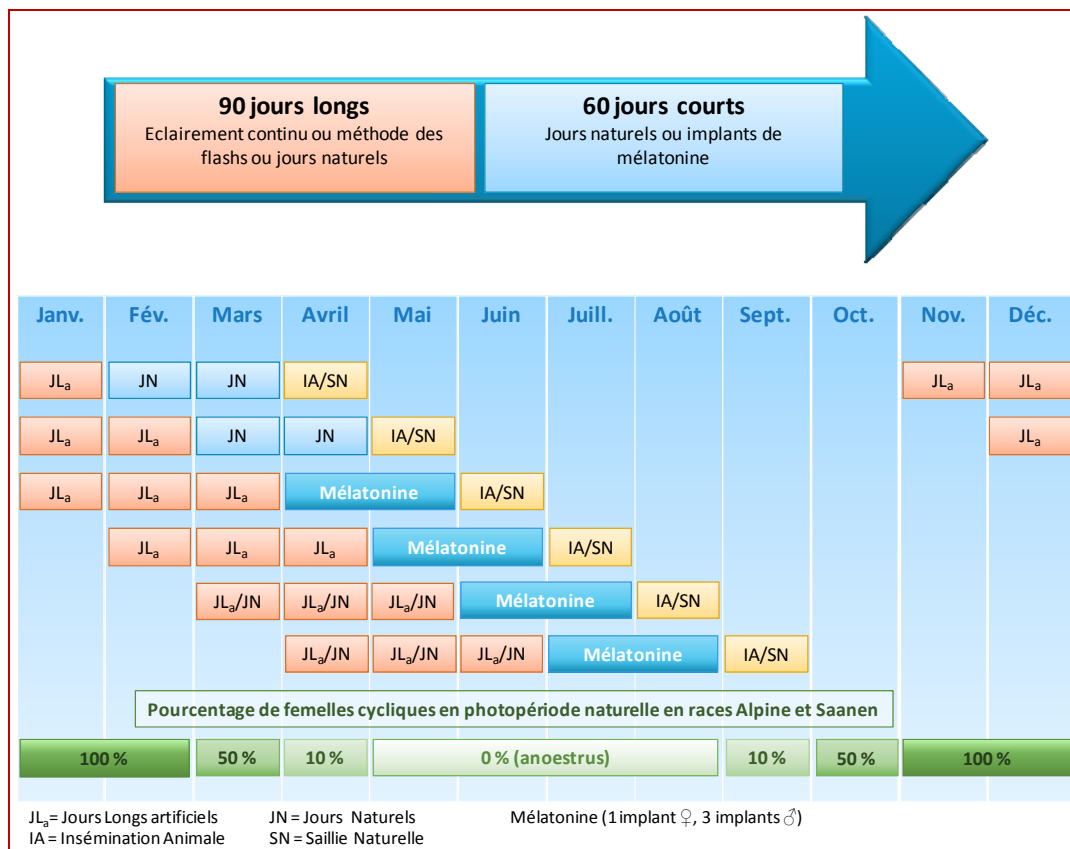 90 jours longs
Eclairement continu ou méthode des
flashs ou jours naturels
60 jours courts
Jours naturels ou implants de
mélatonine
Janv. Fév. Mars Avril Mai Juin Juill. Août Sept. Oct. Nov. Déc.
JLa JN JN IA/SN JLa JLa
JLa JLa JN JN IA/SN JLa
JLa JLa JLa Mélatonine IA/SN
JLa JLa JLa Mélatonine IA/SN
JLa/JN JLa/JN JLa/JN Mélatonine IA/SN
JLa/JN JLa/JN JLa/JN Mélatonine IA/SN
Pourcentage de femelles cycliques en photopériode naturelle en races Alpine et Saanen
100 % 50 % 10 % 0 % (anoestrus) 10 % 50 % 100 %
JLa = Jours Longs artificiels JN = Jours Naturels Mélatonine (1 implant ♀, 3 implants ♂)
IA = Insémination Animale SN = Saillie Naturelle